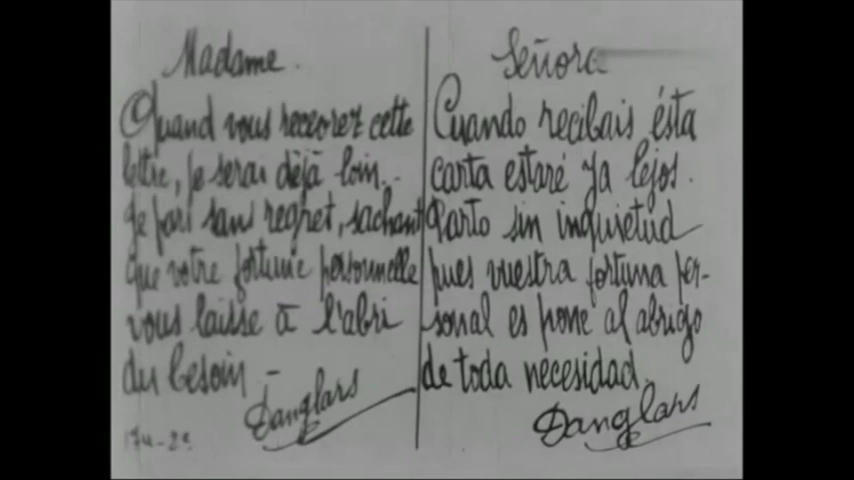 Madame.
Quand vous recevrez cette
lettre, je serai déjà loin.
Je pars sans regret, sachant
que votre fortune personnelle
vous laisse à l'abri
du besoin -
Danglars
Señora
Cuando recibais ésta
carta estaré ya lejos.
Parto sin inquietud
pues vuestra fortuna per-
sonal es pone al abrigo
de toda necesidad.
Danglars